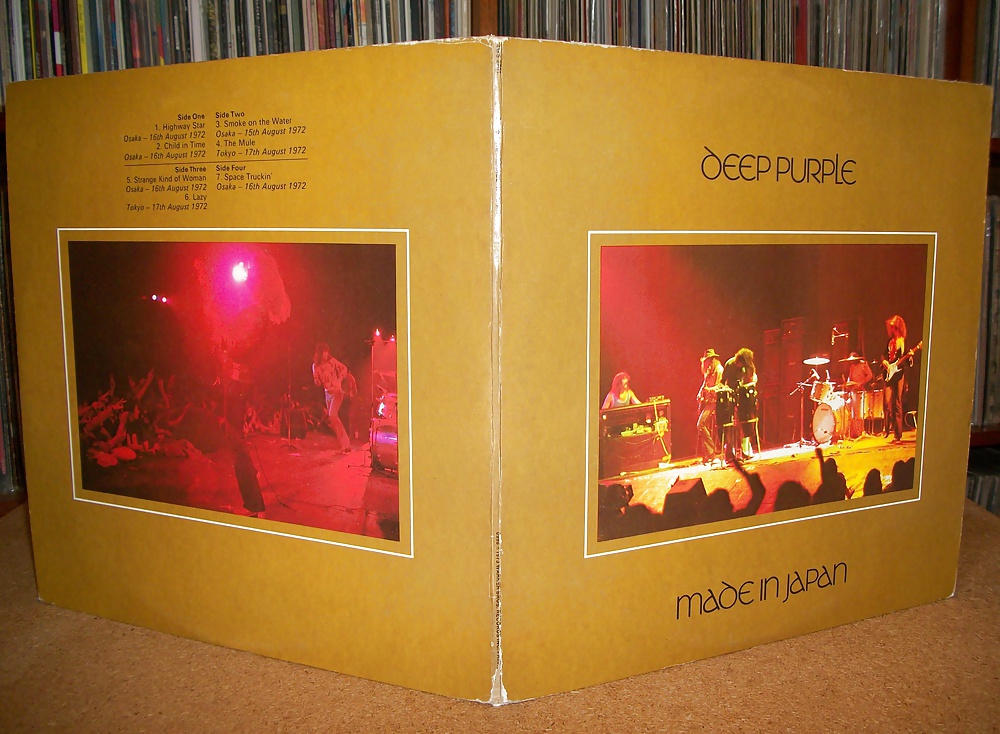 Side One
1. Highway Star
Osaka – 16th August 1972
2. Child in Time
Osaka – 16th August 1972
Side Two
3. Smoke on the Water
Osaka – 15th August 1972
4. The Mule
Tokyo – 17th August 1972
Side Three
5. Strange Kind of Woman
Osaka – 16th August 1972
6. Lazy
Tokyo – 17th August 1972
Side Four
7. Space Truckin'
Osaka – 16th August 1972
DEEP PURPLE
MADE IN JAPAN